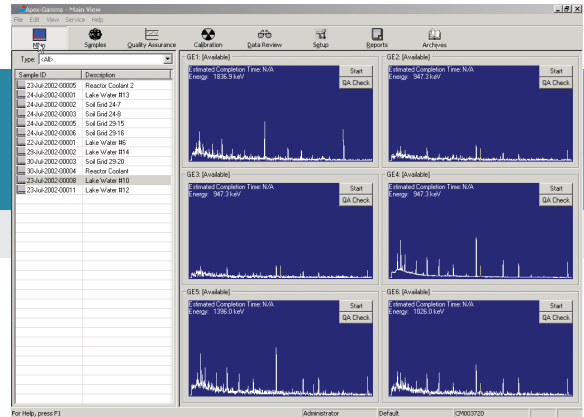 Apex-Gamma - Main View
File Edit View Service Help
Main Samples Quality Assurance Calibration Data Review Setup Reports Archives
Type: <All>
Sample ID Description
23-Jul-2002-00005 Reactor Coolant 2
24-Jul-2002-00001 Lake Water #13
24-Jul-2002-00002 Soil Grid 24-7
24-Jul-2002-00003 Soil Grid 24-8
24-Jul-2002-00005 Soil Grid 29-15
24-Jul-2002-00006 Soil Grid 29-16
22-Jul-2002-00001 Lake Water #6
29-Jul-2002-00002 Lake Water #14
30-Jul-2002-00003 Soil Grid 29-20
30-Jul-2002-00004 Reactor Coolant
23-Jul-2002-00008 Lake Water #10
23-Jul-2002-00011 Lake Water #12
GE1: [Available]
Estimated Completion Time: N/A
Energy: 1836.9 keV
Start
QA Check
GE2: [Available]
Estimated Completion Time: N/A
Energy: 947.3 keV
Start
QA Check
GE3: [Available]
Estimated Completion Time: N/A
Energy: 947.3 keV
Start
QA Check
GE4: [Available]
Estimated Completion Time: N/A
Energy: 947.3 keV
Start
QA Check
GE5: [Available]
Estimated Completion Time: N/A
Energy: 1396.0 keV
Start
QA Check
GE6: [Available]
Estimated Completion Time: N/A
Energy: 1026.0 keV
Start
QA Check
For Help, press F1 Administrator Default CM003720